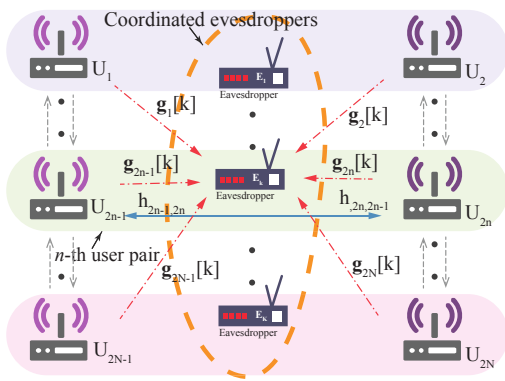 Coordinated evesdroppers
U1
E1
Eavesdropper
U2
g1[k]
g2[k]
g2n-1[k]
g2n[k]
Ek
Eavesdropper
U2n-1
h2n-1,2n
h,2n,2n-1
U2n
n-th user pair
g2N-1[k]
g2N[k]
EK
Eavesdropper
U2N-1
U2N